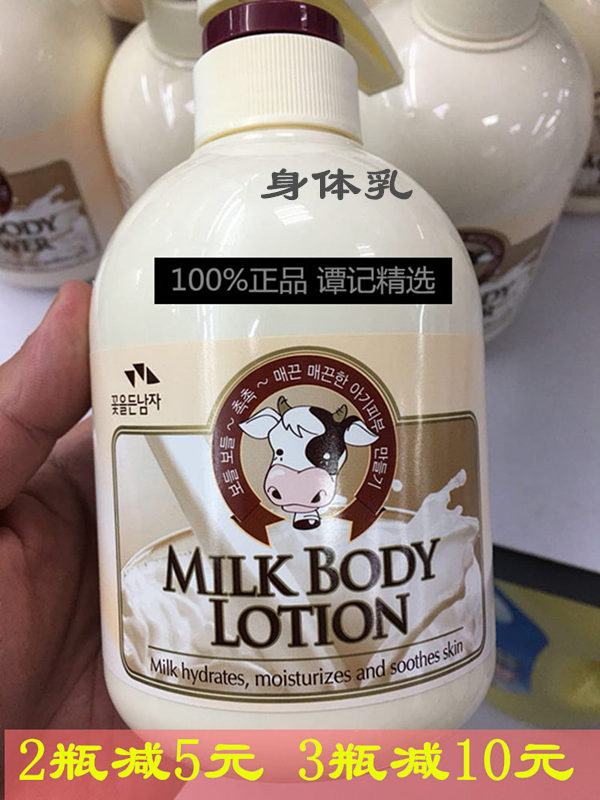 身体乳
100%正品 谭记精选
꽃을든남자
보들 보들~촉촉~매끈 매끈한 아기피부 만들기
MILK BODY
LOTION
Milk hydrates, moisturizes and soothes skin
BODY
BODY
2瓶减5元 3瓶减10元